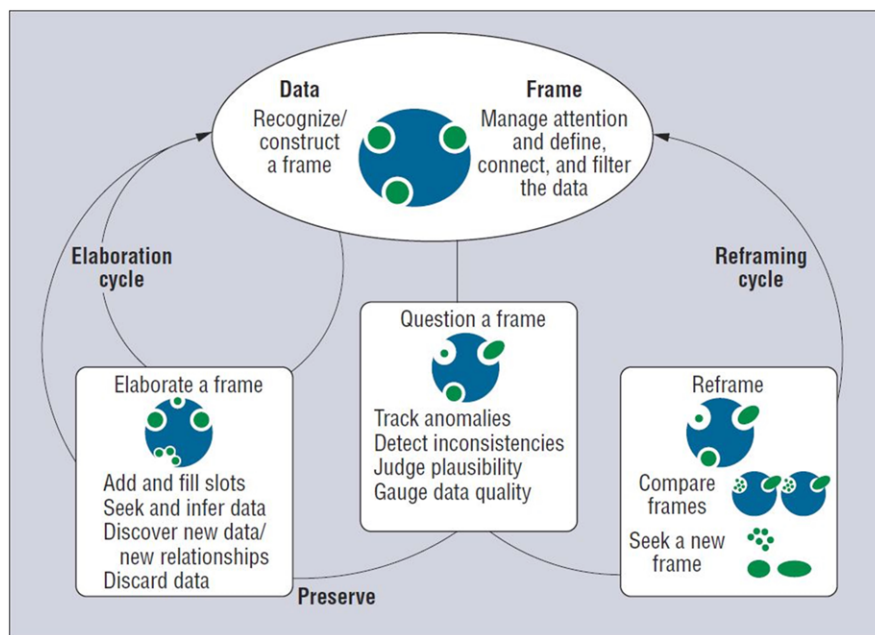 Data
Recognize/
construct
a frame
Frame
Manage attention
and define,
connect, and filter
the data
Elaboration
cycle
Reframing
cycle
Question a frame
Track anomalies
Detect inconsistencies
Judge plausibility
Gauge data quality
Elaborate a frame
Add and fill slots
Seek and infer data
Discover new data/
new relationships
Discard data
Reframe
Compare
frames
Seek a new
frame
Preserve